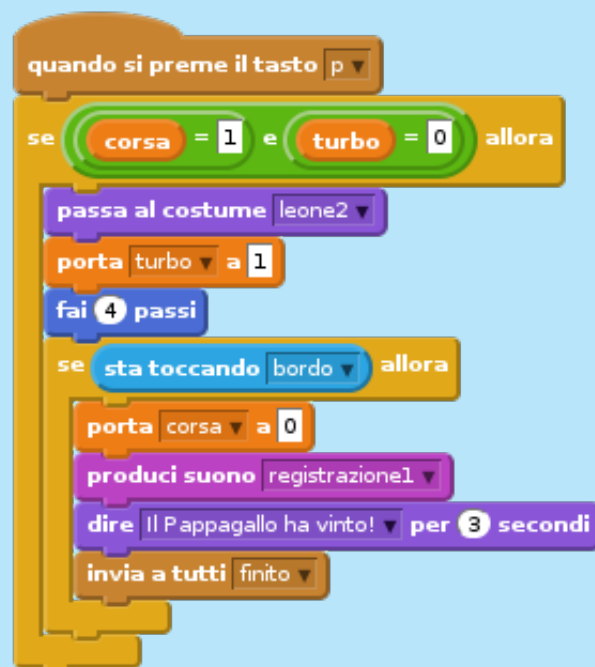 quando si preme il tasto p
se corsa = 1 e turbo = 0 allora
passa al costume leone2
porta turbo a 1
fai 4 passi
se sta toccando bordo allora
porta corsa a 0
produci suono registrazione1
dire Il Pappagallo ha vinto! per 3 secondi
invia a tutti finito